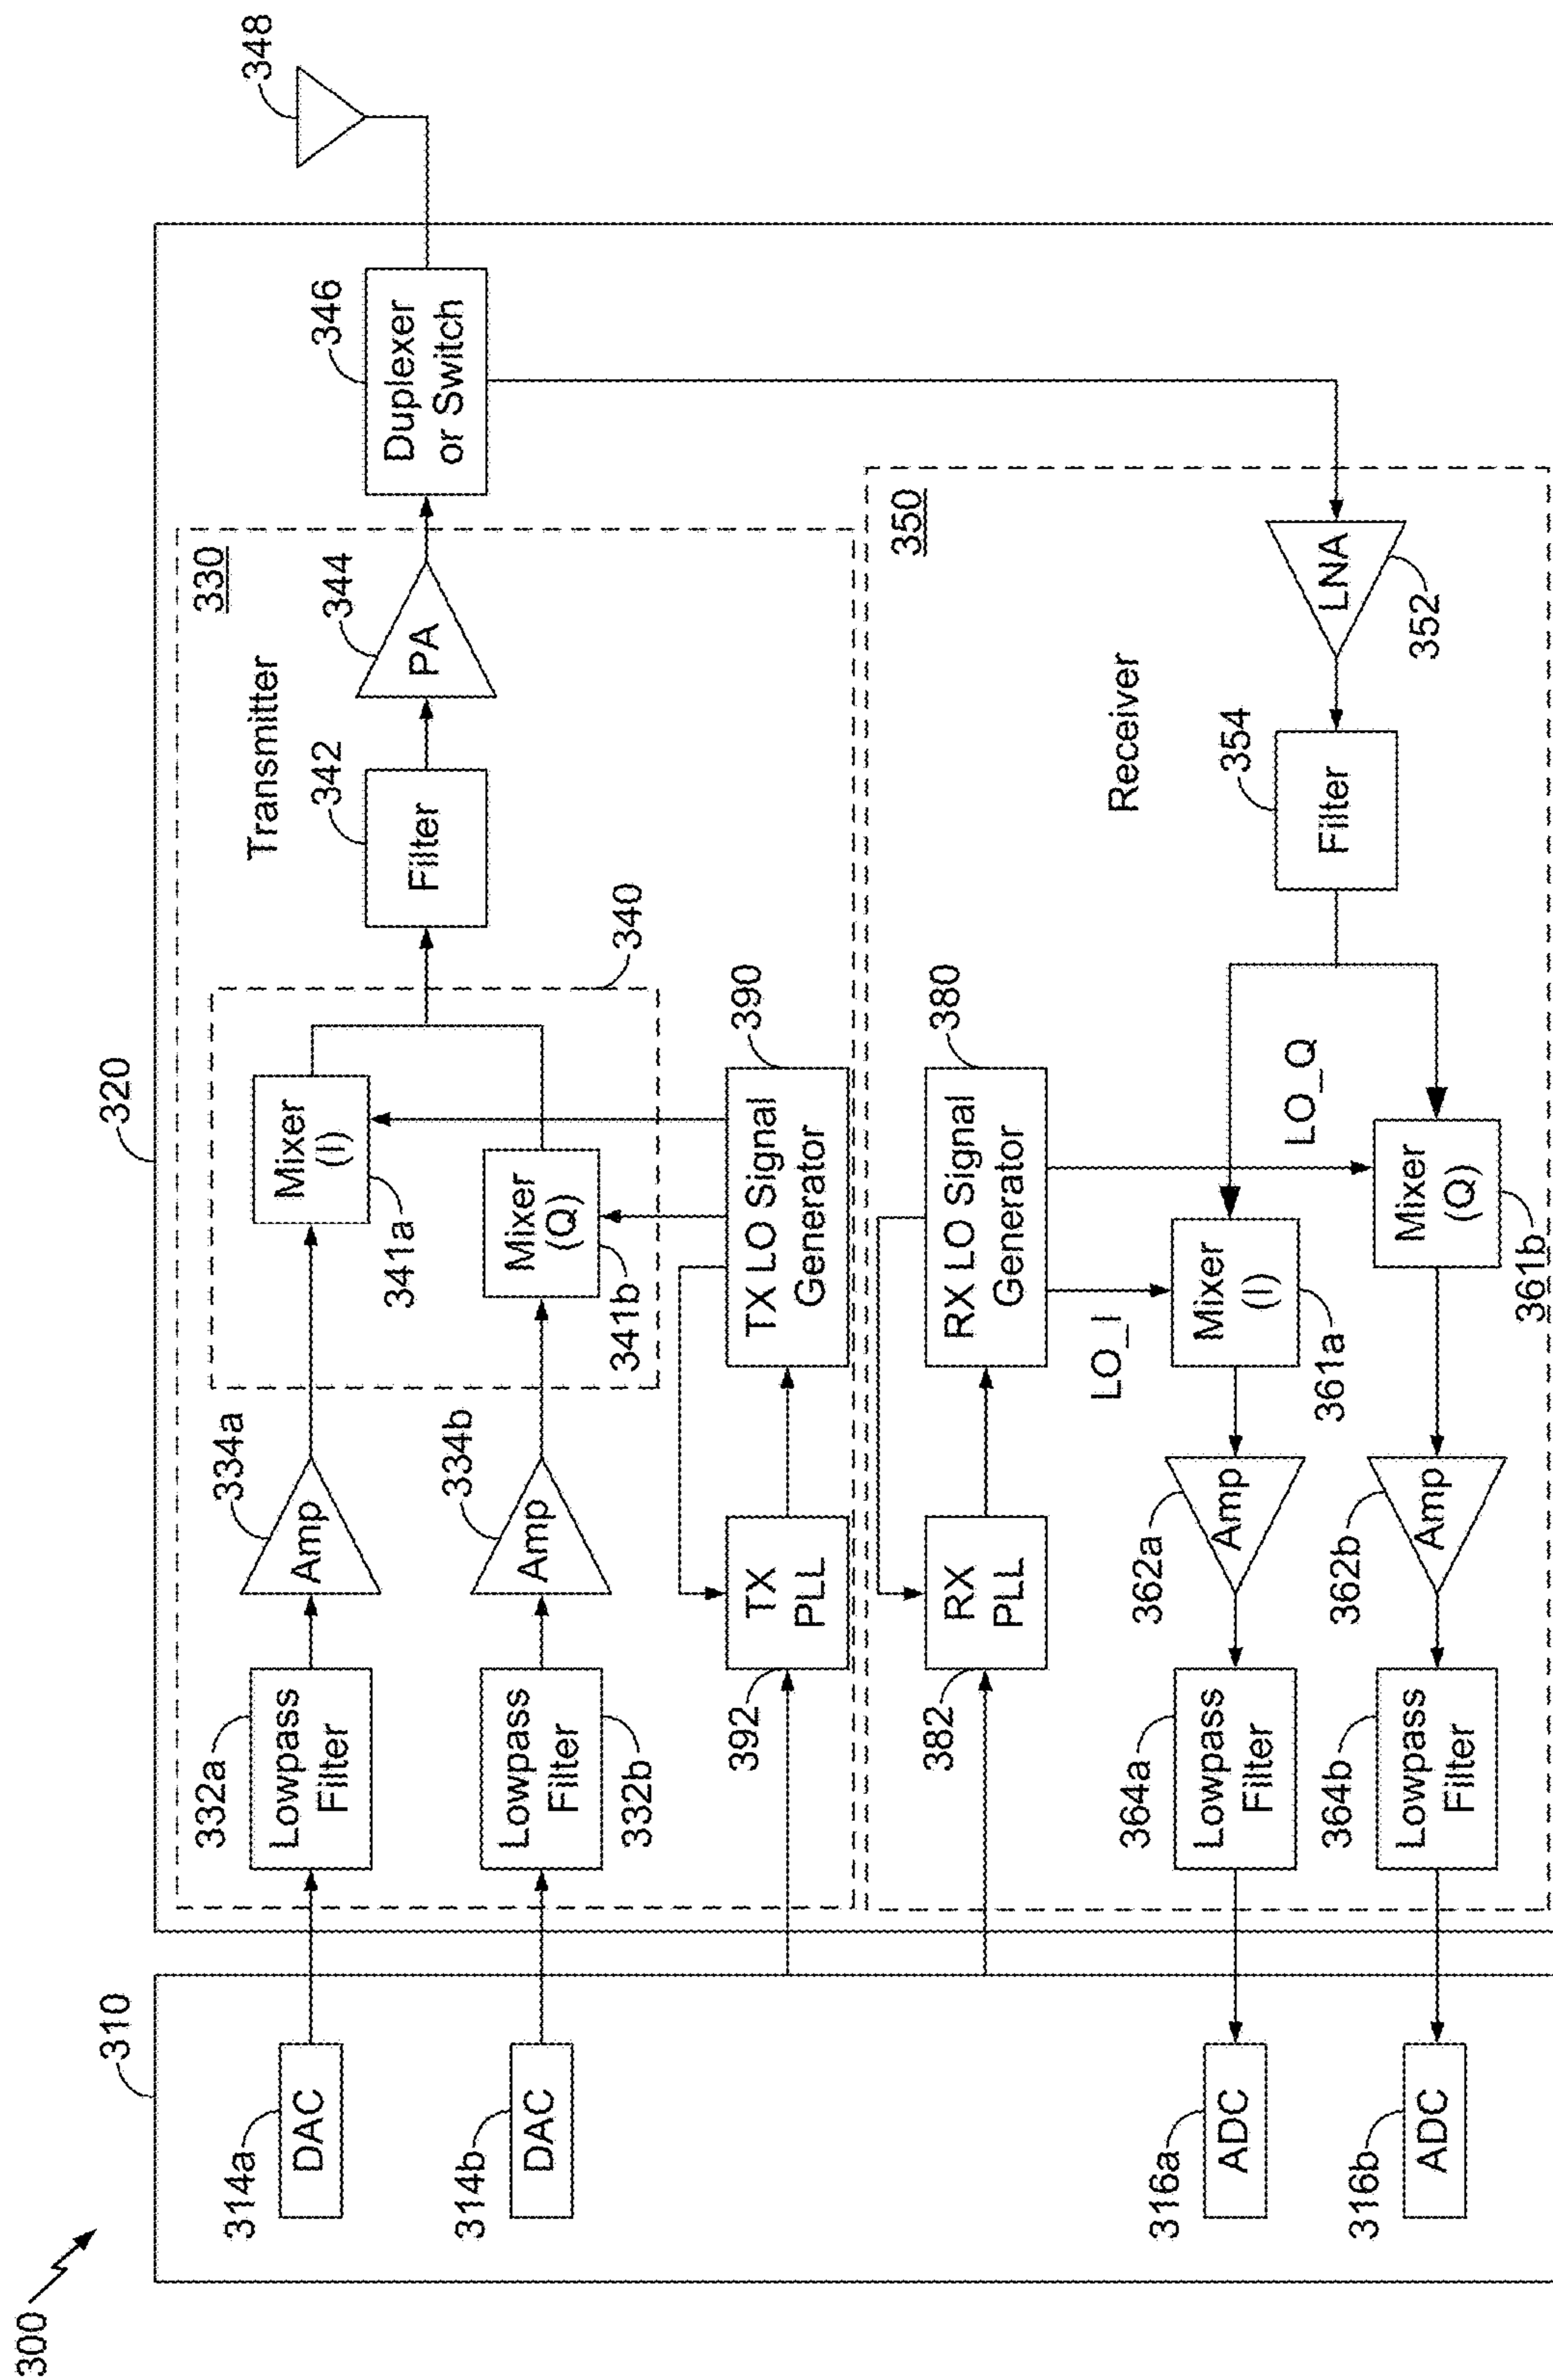 300
310
320
348
314a
DAC
332a
Lowpass
Filter
334a
Amp
Mixer
(I)
341a
Transmitter
330
342
Filter
344
PA
346
Duplexer
or Switch
314b
DAC
Lowpass
Filter
332b
334b
Amp
Mixer
(Q)
341b
340
392
TX
PLL
TX LO Signal
Generator
390
350
382
RX
PLL
RX LO Signal
Generator
380
LO_I
LO_Q
Receiver
316a
ADC
364a
Lowpass
Filter
362a
Amp
Mixer
(I)
361a
354
Filter
LNA
352
316b
ADC
364b
Lowpass
Filter
362b
Amp
Mixer
(Q)
361b